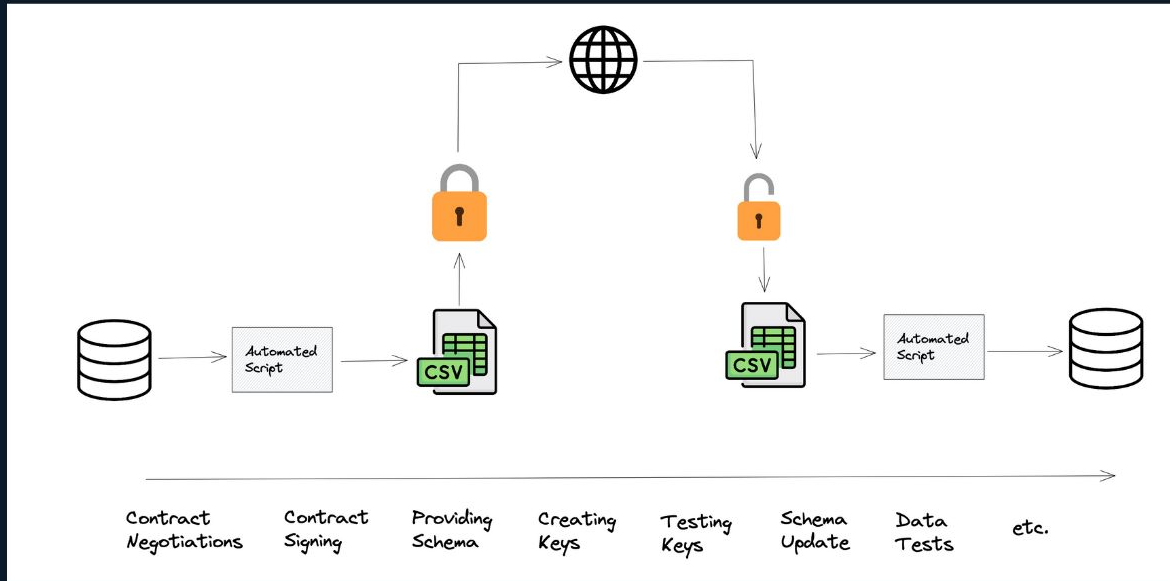 Automated
Script
CSV
CSV
Automated
Script
Contract
Negotiations
Contract
Signing
Providing
Schema
Creating
Keys
Testing
Keys
Schema
Update
Data
Tests
etc.